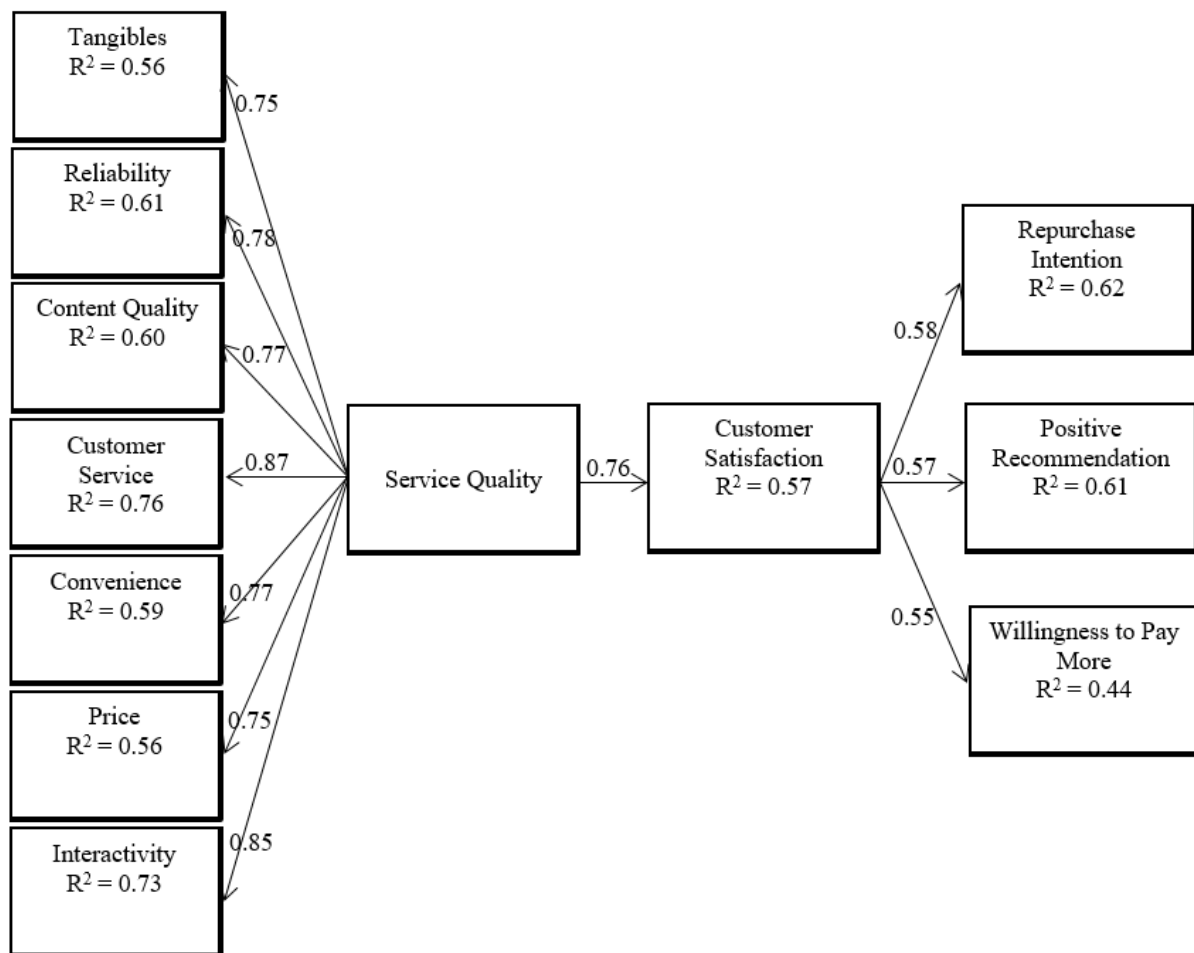 Tangibles
R² = 0.56
0.75
Reliability
R² = 0.61
0.78
Content Quality
R² = 0.60
0.77
Customer
Service
R² = 0.76
0.87
Convenience
R² = 0.59
0.77
Price
R² = 0.56
0.75
Interactivity
R² = 0.73
0.85
Service Quality
0.76
Customer
Satisfaction
R² = 0.57
0.58
0.57
0.55
Repurchase
Intention
R² = 0.62
Positive
Recommendation
R² = 0.61
Willingness to Pay
More
R² = 0.44